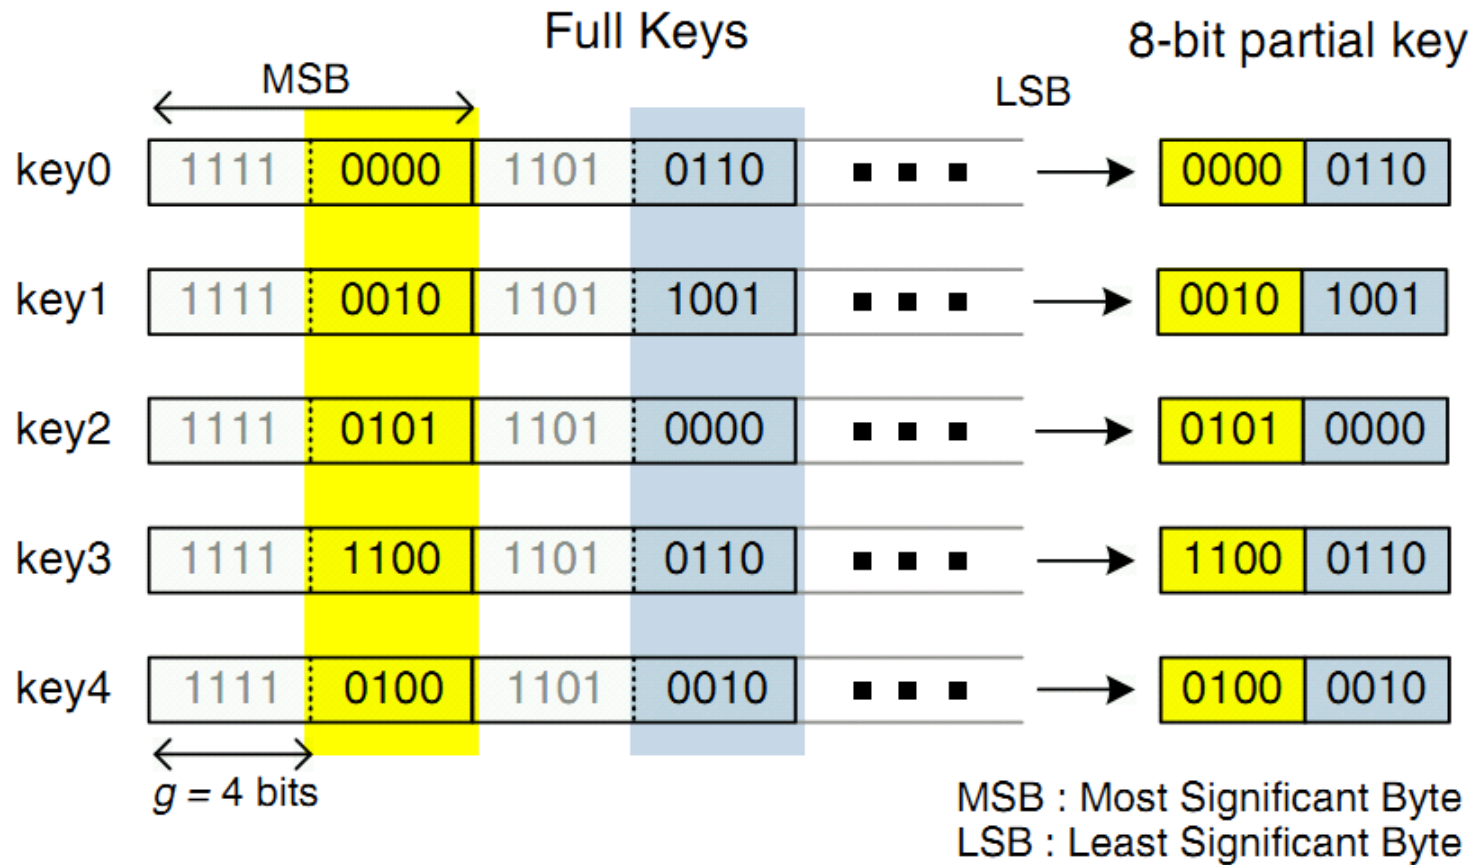 Full Keys
8-bit partial key
MSB
LSB
key0 1111 0000 1101 0110 ▪ ▪ ▪ 0000 0110
key1 1111 0010 1101 1001 ▪ ▪ ▪ 0010 1001
key2 1111 0101 1101 0000 ▪ ▪ ▪ 0101 0000
key3 1111 1100 1101 0110 ▪ ▪ ▪ 1100 0110
key4 1111 0100 1101 0010 ▪ ▪ ▪ 0100 0010
g = 4 bits
MSB : Most Significant Byte
LSB : Least Significant Byte